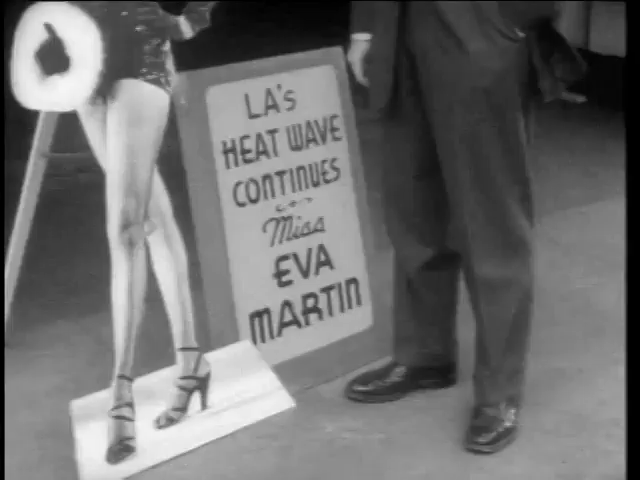 LA's
HEAT WAVE
CONTINUES
Miss
EVA
MARTIN